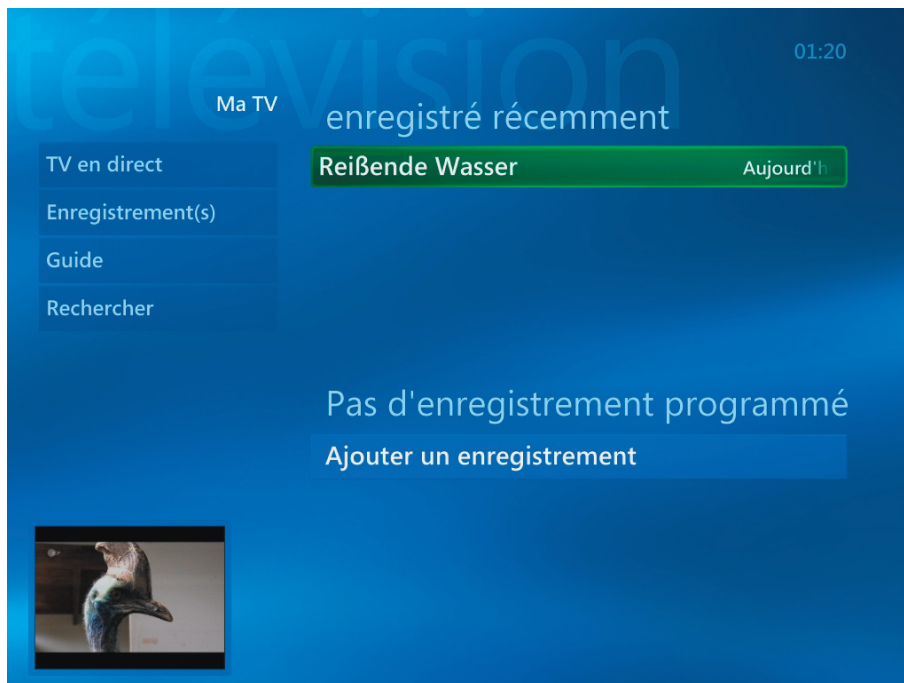 télévision
01:20
Ma TV
enregistré récemment
TV en direct
Reißende Wasser
Aujourd'h
Enregistrement(s)
Guide
Rechercher
Pas d'enregistrement programmé
Ajouter un enregistrement